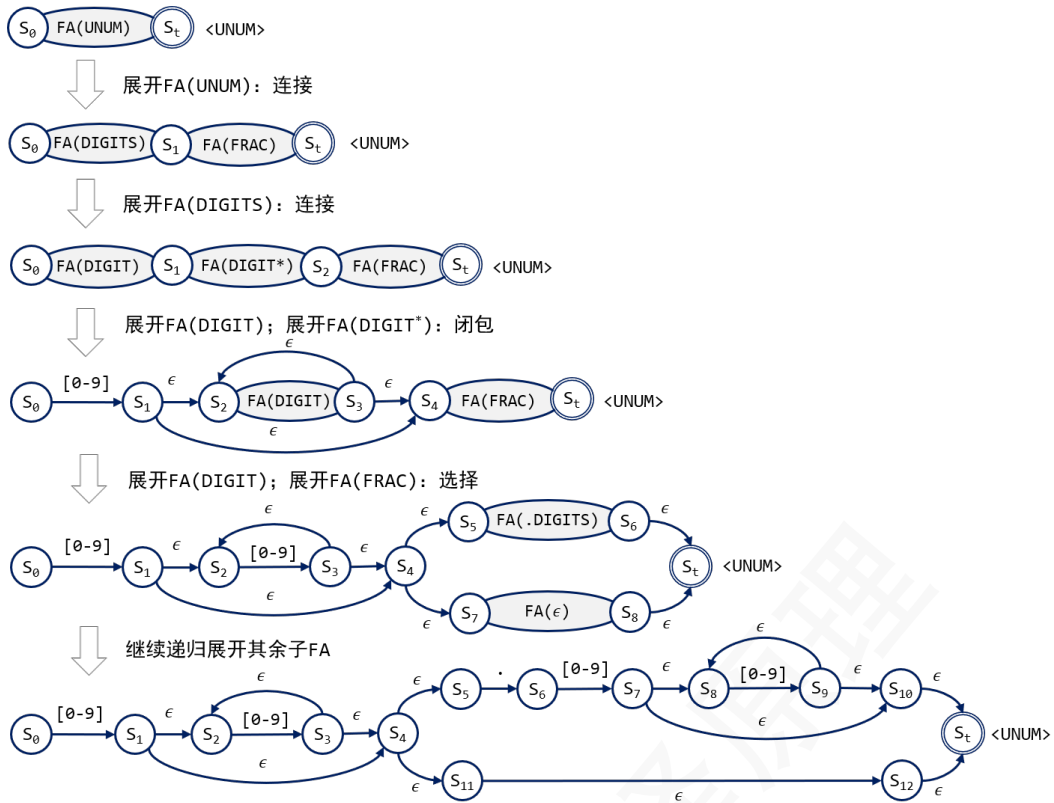 S₀ FA(UNUM) Sₜ <UNUM>
展开FA(UNUM): 连接
S₀ FA(DIGITS) S₁ FA(FRAC) Sₜ <UNUM>
展开FA(DIGITS): 连接
S₀ FA(DIGIT) S₁ FA(DIGIT*) S₂ FA(FRAC) Sₜ <UNUM>
展开FA(DIGIT); 展开FA(DIGIT*): 闭包
ϵ
[0-9] ϵ ϵ
S₀ S₁ S₂ FA(DIGIT) S₃ S₄ FA(FRAC) Sₜ <UNUM>
ϵ
展开FA(DIGIT); 展开FA(FRAC): 选择
ϵ ϵ S₅ FA(.DIGITS) S₆ ϵ
[0-9] ϵ [0-9] ϵ
S₀ S₁ S₂ S₃ S₄ Sₜ <UNUM>
ϵ ϵ S₇ FA(ϵ) S₈ ϵ
继续递归展开其余子FA
ϵ
ϵ ϵ S₅ . S₆ [0-9] S₇ ϵ S₈ [0-9] S₉ ϵ S₁₀ ϵ
[0-9] ϵ [0-9] ϵ ϵ
S₀ S₁ S₂ S₃ S₄ Sₜ <UNUM>
ϵ ϵ S₁₁ ϵ S₁₂ ϵ
原理